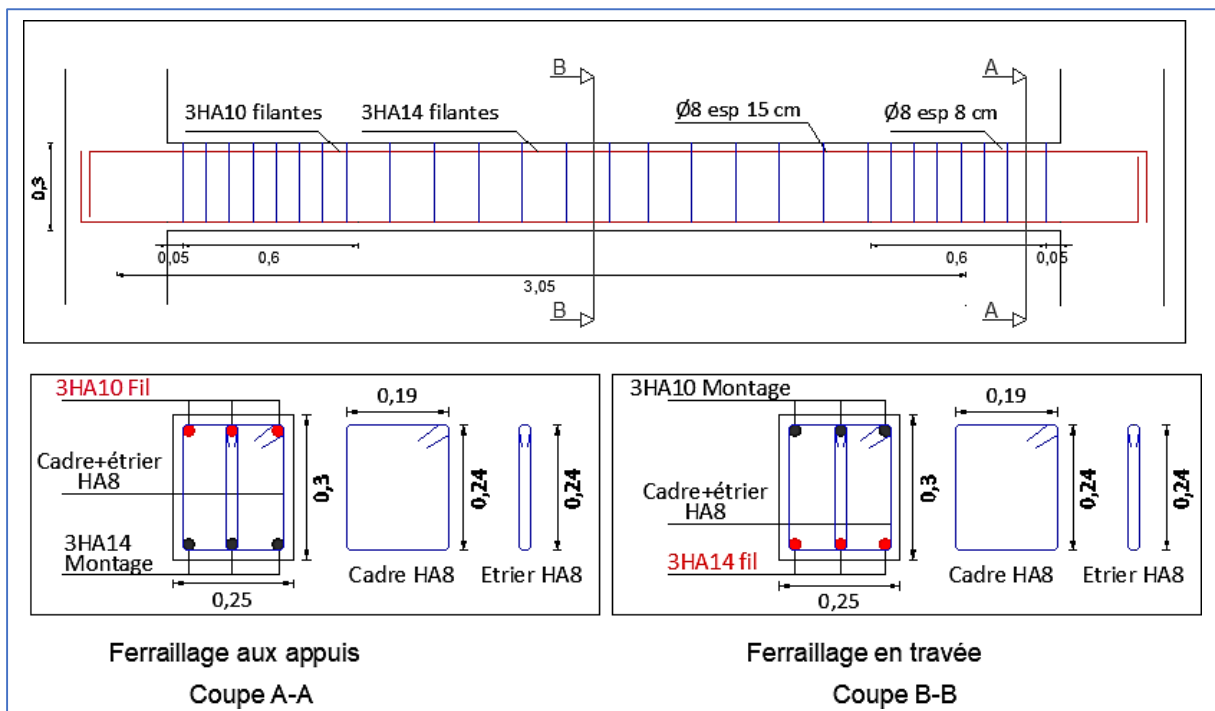 B
A
3HA10 filantes
3HA14 filantes
Ø8 esp 15 cm
Ø8 esp 8 cm
0,3
0,05
0,6
0,6
0,05
3,05
B
A
3HA10 Fil
0,19
Cadre+étrier
HA8
0,3
0,24
0,24
3HA14
Montage
Cadre HA8
Etrier HA8
0,25
3HA10 Montage
0,19
Cadre+étrier
HA8
0,3
0,24
0,24
3HA14 fil
Cadre HA8
Etrier HA8
0,25
Ferraillage aux appuis
Coupe A-A
Ferraillage en travée
Coupe B-B